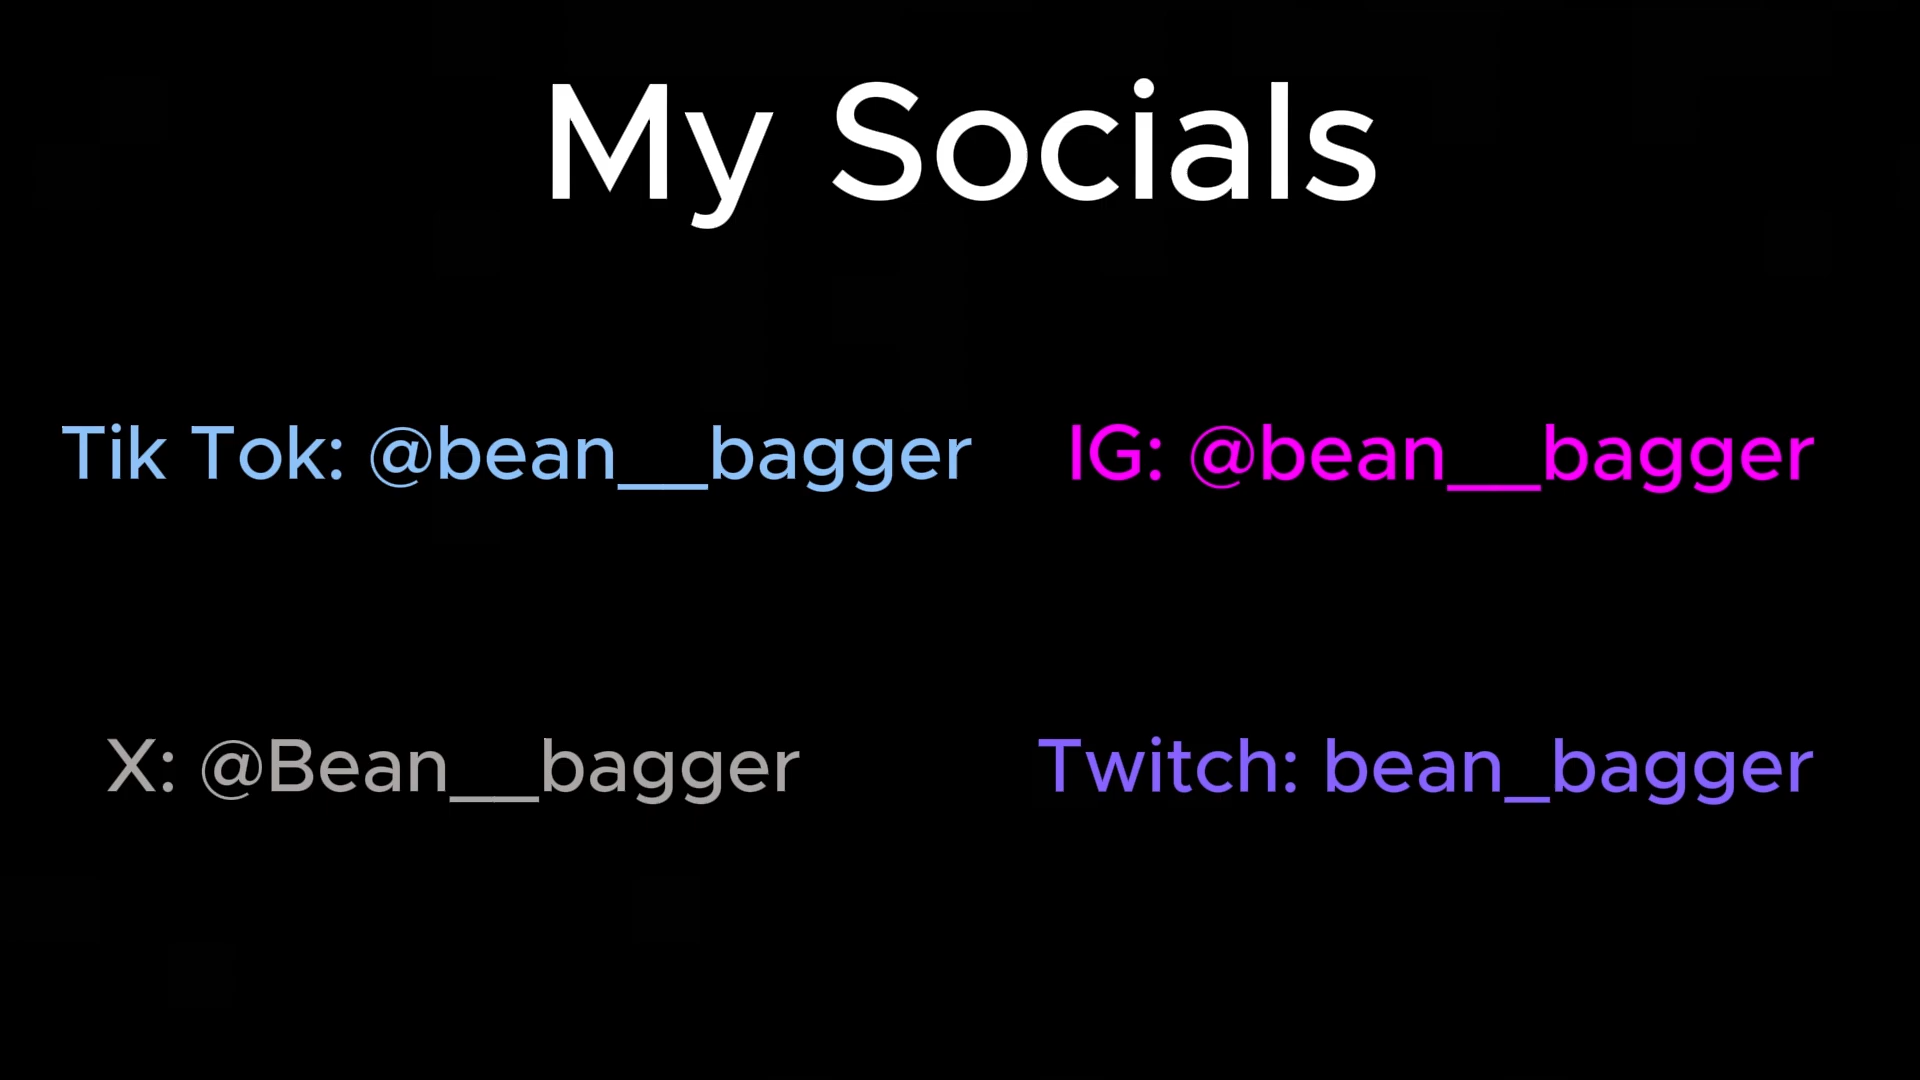 My Socials
Tik Tok: @bean__bagger
IG: @bean__bagger
X: @Bean__bagger
Twitch: bean_bagger